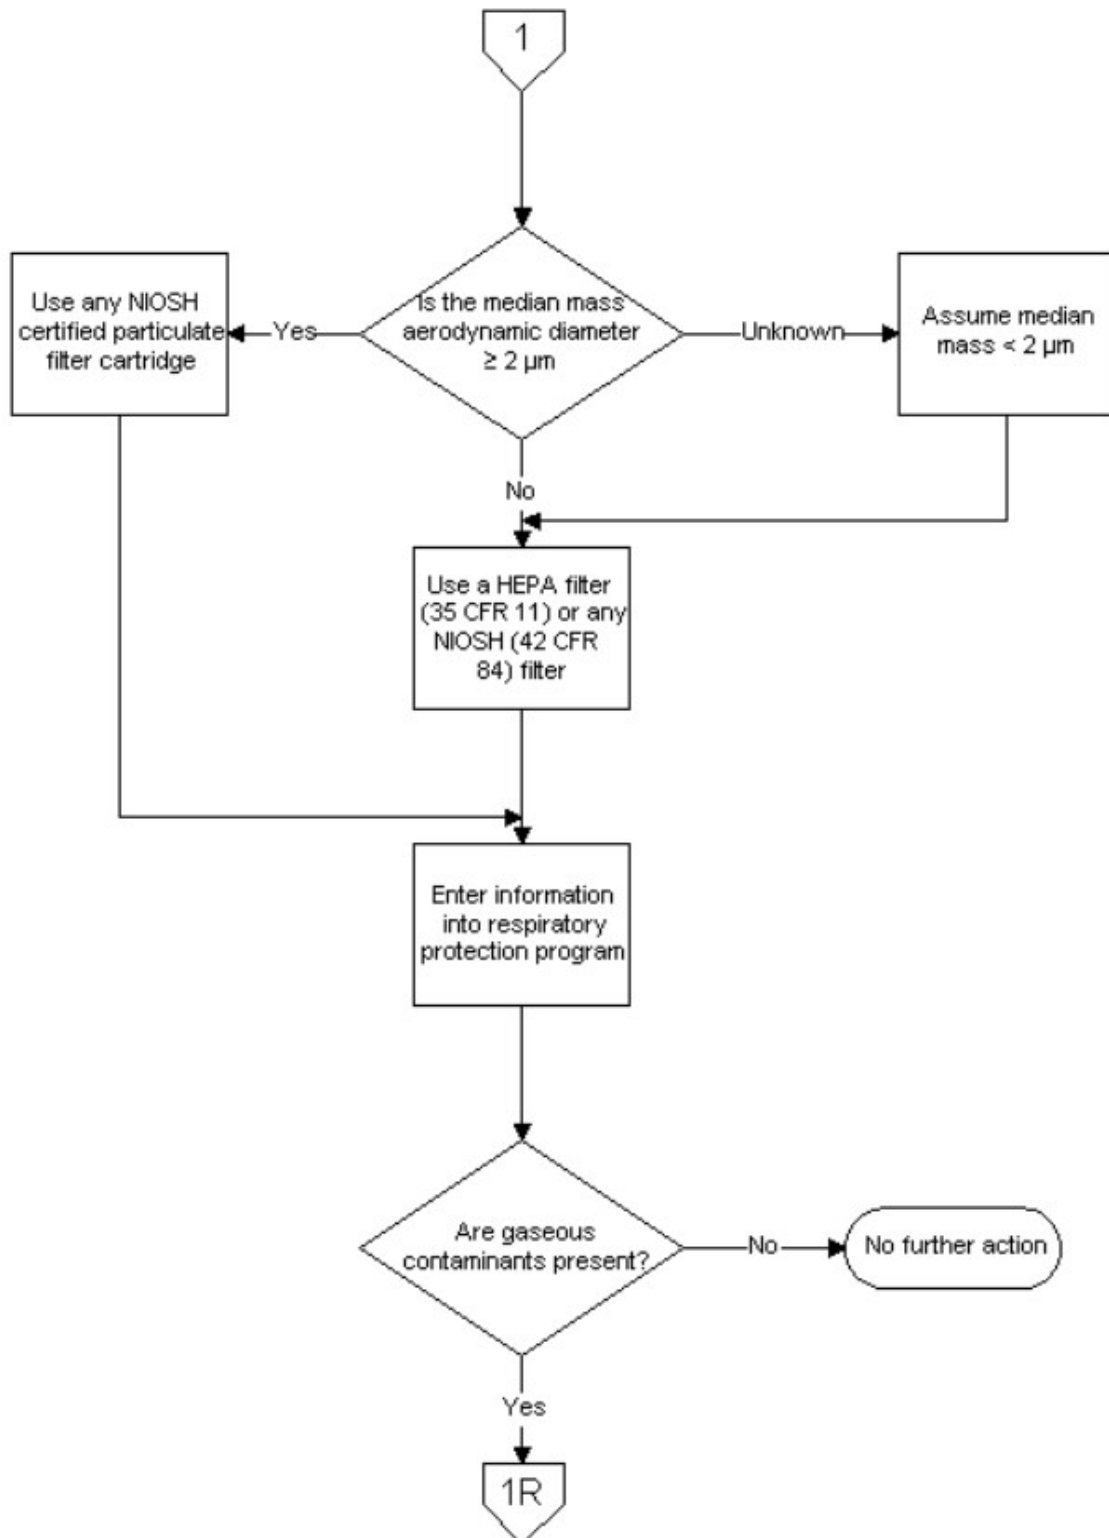 1
Use any NIOSH
certified particulate
filter cartridge
Yes
Is the median mass
aerodynamic diameter
≥ 2 µm
Unknown
Assume median
mass < 2 µm
No
Use a HEPA filter
(35 CFR 11) or any
NIOSH (42 CFR
84) filter
Enter information
into respiratory
protection program
Are gaseous
contaminants present?
No
No further action
Yes
1R